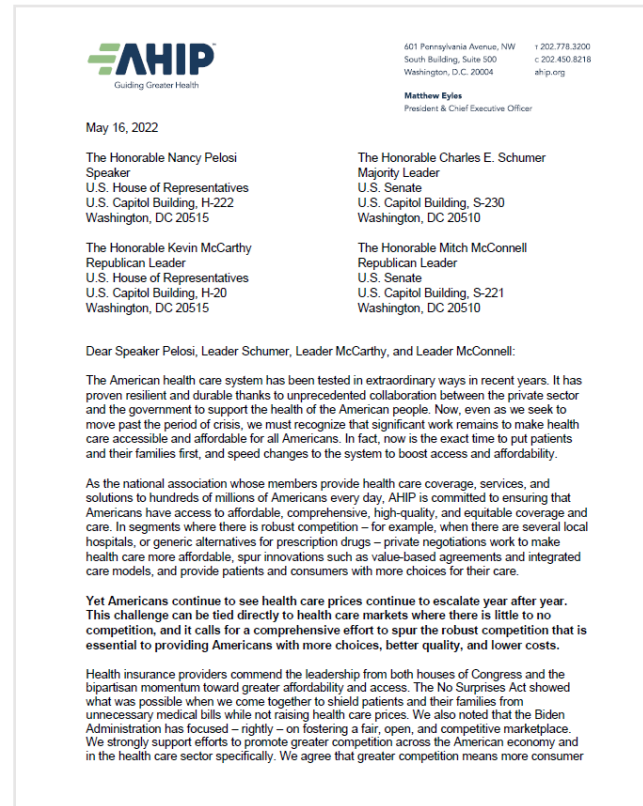 AHIP
Guiding Greater Health
601 Pennsylvania Avenue, NW
South Building, Suite 500
Washington, D.C. 20004
T 202.778.3200
C 202.450.8218
ahip.org
Matthew Eyles
President & Chief Executive Officer
May 16, 2022
The Honorable Nancy Pelosi
Speaker
U.S. House of Representatives
U.S. Capitol Building, H-222
Washington, DC 20515
The Honorable Charles E. Schumer
Majority Leader
U.S. Senate
U.S. Capitol Building, S-230
Washington, DC 20510
The Honorable Kevin McCarthy
Republican Leader
U.S. House of Representatives
U.S. Capitol Building, H-20
Washington, DC 20515
The Honorable Mitch McConnell
Republican Leader
U.S. Senate
U.S. Capitol Building, S-221
Washington, DC 20510
Dear Speaker Pelosi, Leader Schumer, Leader McCarthy, and Leader McConnell:
The American health care system has been tested in extraordinary ways in recent years. It has
proven resilient and durable thanks to unprecedented collaboration between the private sector
and the government to support the health of the American people. Now, even as we seek to
move past the period of crisis, we must recognize that significant work remains to make health
care accessible and affordable for all Americans. In fact, now is the exact time to put patients
and their families first, and speed changes to the system to boost access and affordability.
As the national association whose members provide health care coverage, services, and
solutions to hundreds of millions of Americans every day, AHIP is committed to ensuring that
Americans have access to affordable, comprehensive, high-quality, and equitable coverage and
care. In segments where there is robust competition – for example, when there are several local
hospitals, or generic alternatives for prescription drugs – private negotiations work to make
health care more affordable, spur innovations such as value-based agreements and integrated
care models, and provide patients and consumers with more choices for their care.
Yet Americans continue to see health care prices continue to escalate year after year.
This challenge can be tied directly to health care markets where there is little to no
competition, and it calls for a comprehensive effort to spur the robust competition that is
essential to providing Americans with more choices, better quality, and lower costs.
Health insurance providers commend the leadership from both houses of Congress and the
bipartisan momentum toward greater affordability and access. The No Surprises Act showed
what was possible when we come together to shield patients and their families from
unnecessary medical bills while not raising health care prices. We also noted that the Biden
Administration has focused – rightly – on fostering a fair, open, and competitive marketplace.
We strongly support efforts to promote greater competition across the American economy and
in the health care sector specifically. We agree that greater competition means more consumer